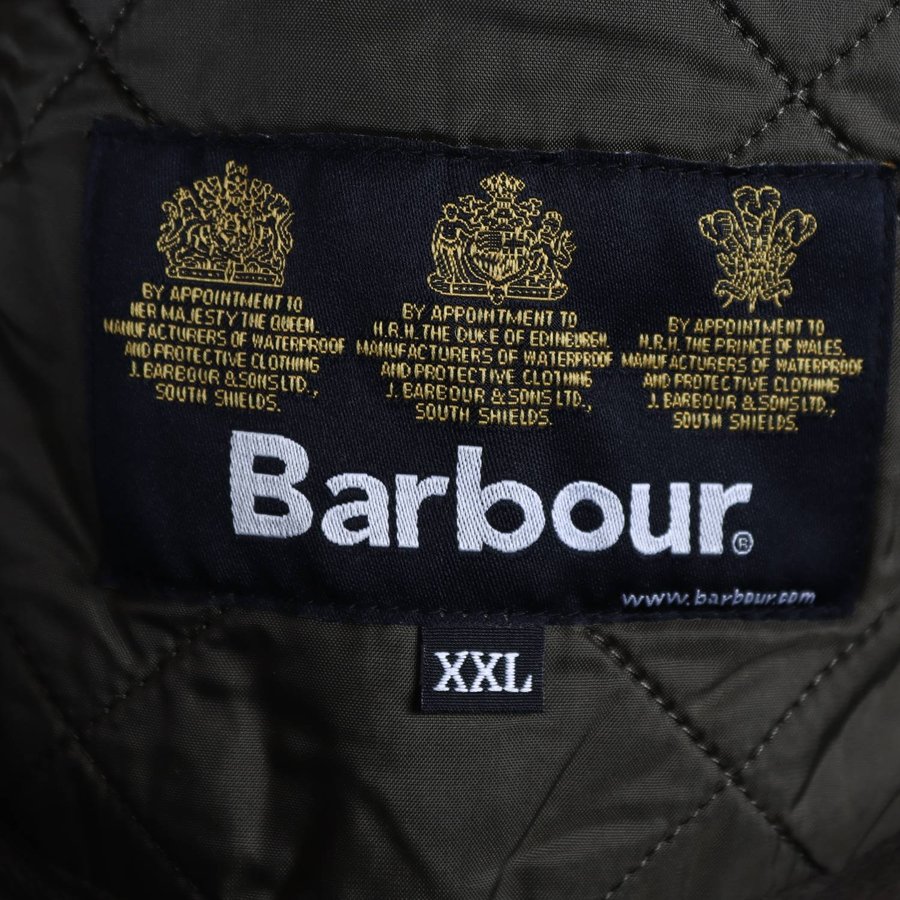 BY APPOINTMENT TO
HER MAJESTY THE QUEEN
MANUFACTURERS OF WATERPROOF
AND PROTECTIVE CLOTHING
J. BARBOUR & SONS LTD.,
SOUTH SHIELDS.
BY APPOINTMENT TO
H.R.H. THE DUKE OF EDINBURGH
MANUFACTURERS OF WATERPROOF
AND PROTECTIVE CLOTHING
J. BARBOUR & SONS LTD.,
SOUTH SHIELDS.
BY APPOINTMENT TO
H.R.H. THE PRINCE OF WALES.
MANUFACTURERS OF WATERPROOF
AND PROTECTIVE CLOTHING
J. BARBOUR & SONS LTD.,
SOUTH SHIELDS.
Barbour®
www.barbour.com
XXL